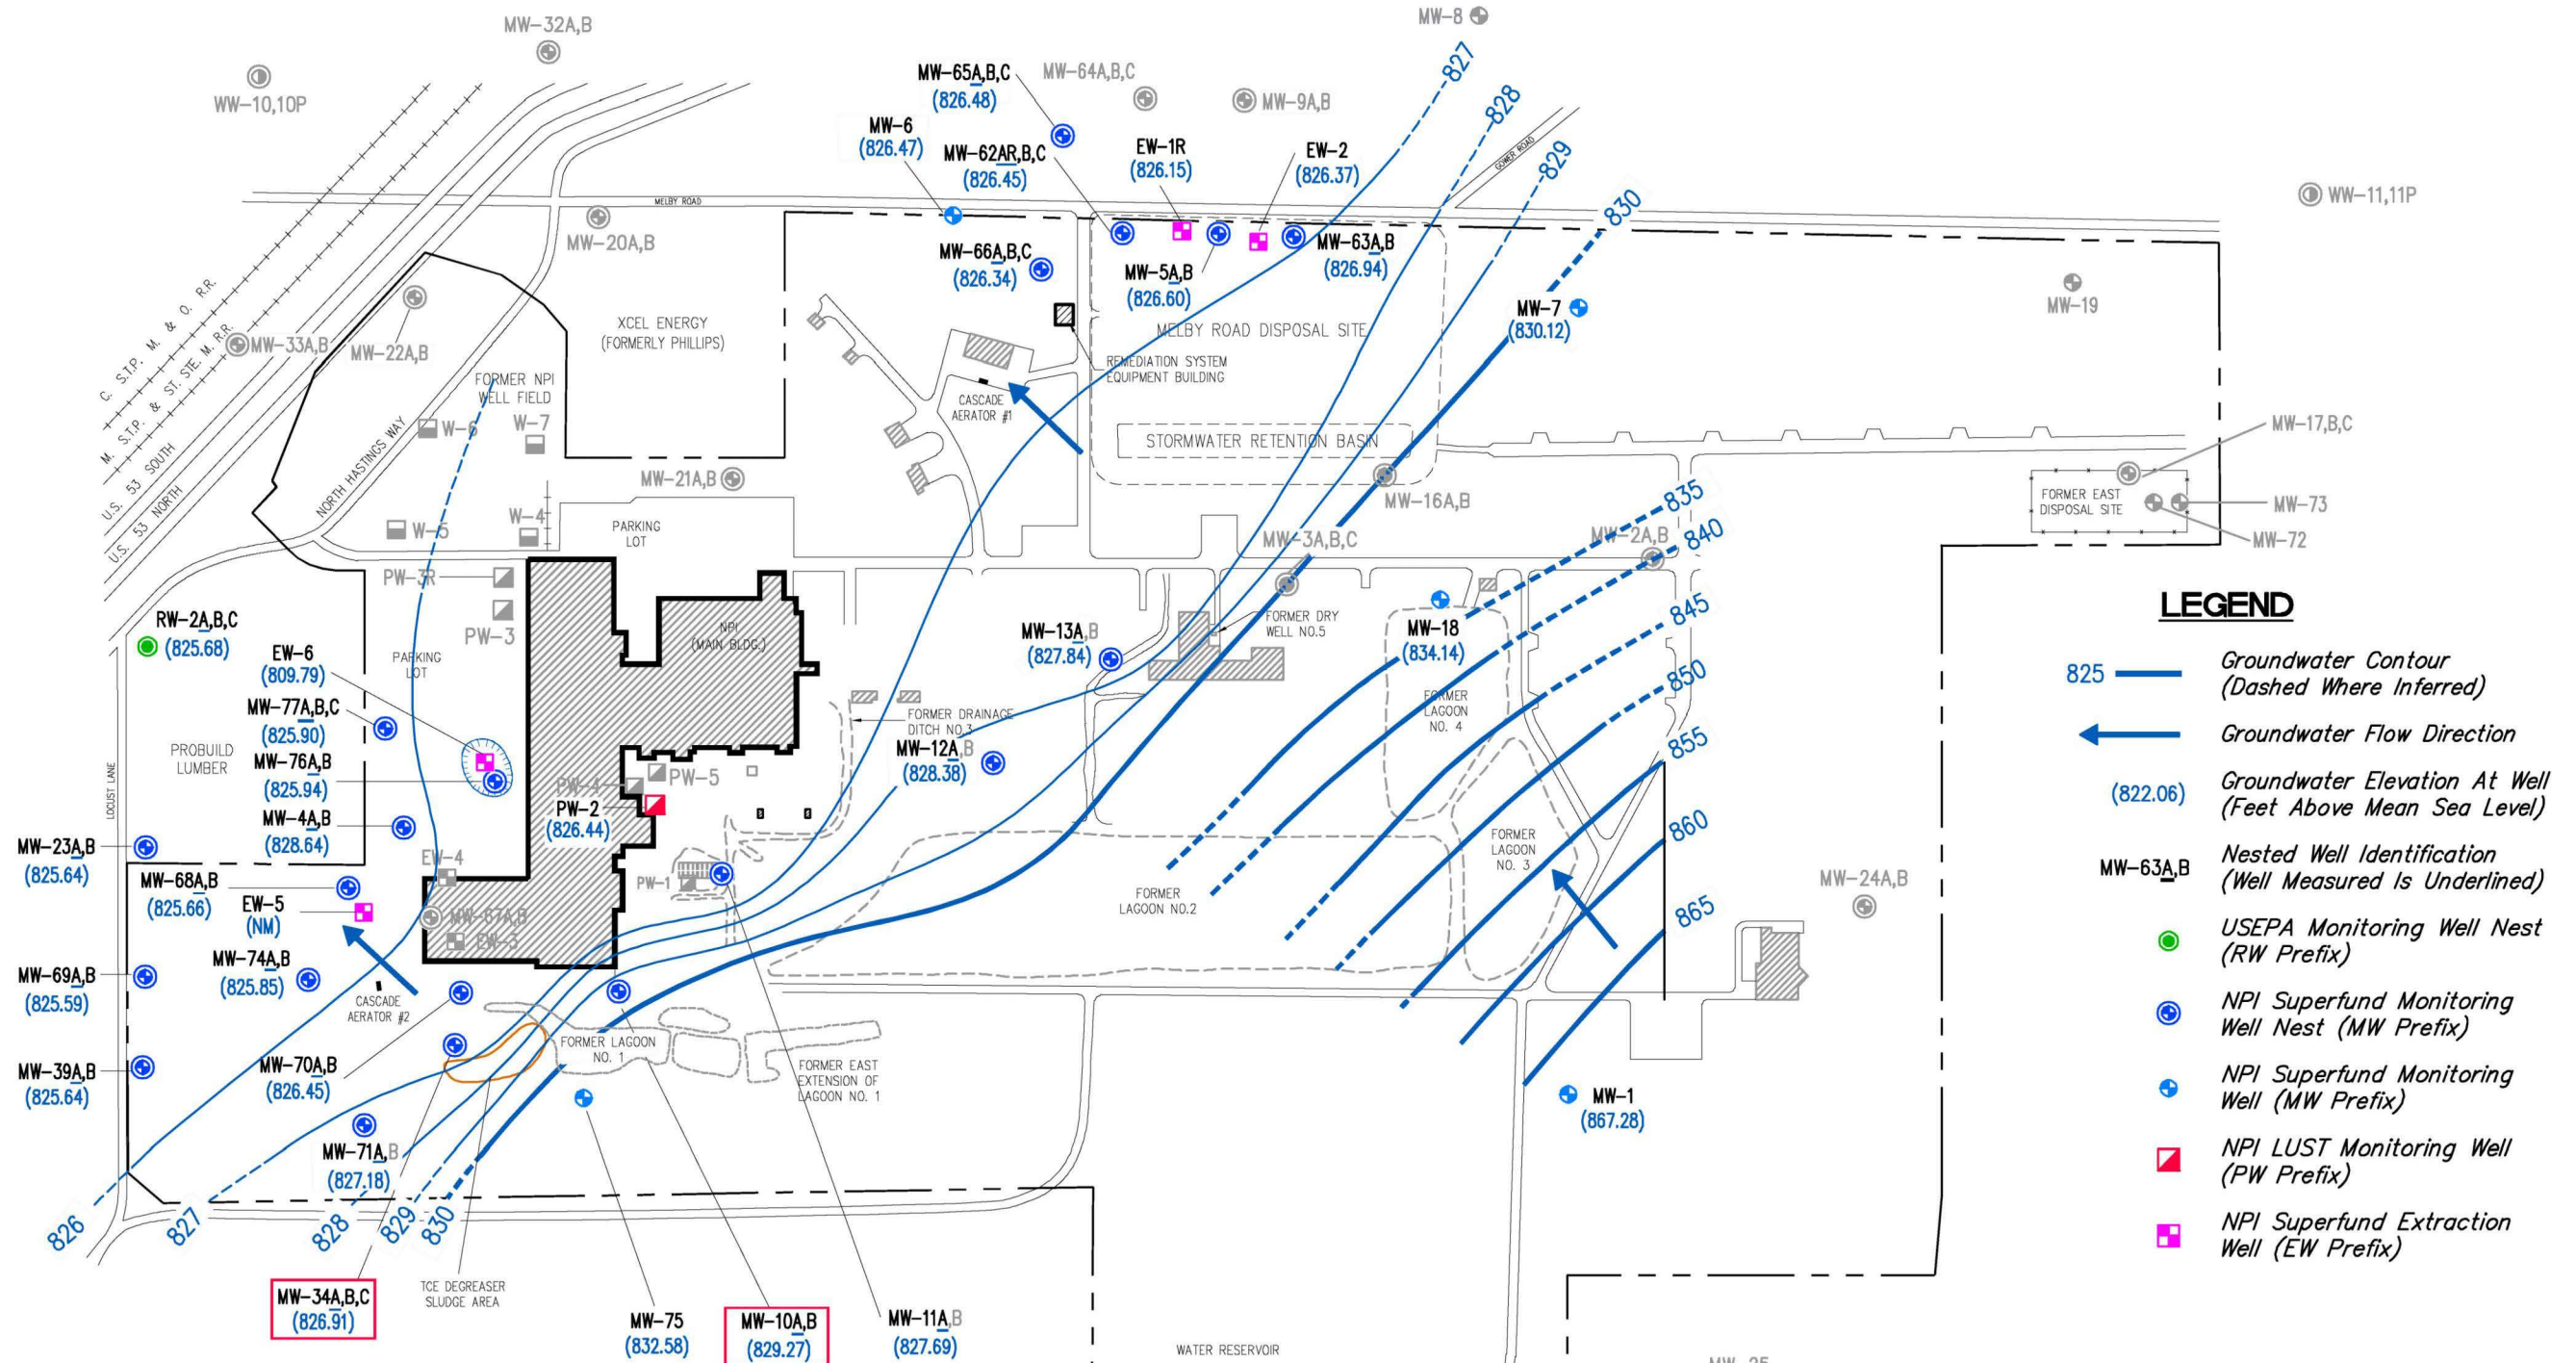 MW-32A,B
WW-10,10P
MW-8
827
828
829
830
MW-65A,B,C
(826.48)
MW-64A,B,C
MW-9A,B
MW-6
(826.47)
MW-62AR,B,C
(826.45)
EW-1R
(826.15)
EW-2
(826.37)
GOWER ROAD
WW-11,11P
MELBY ROAD
MW-20A,B
MW-66A,B,C
(826.34)
MW-5A,B
(826.60)
MW-63A,B
(826.94)
MW-7
(830.12)
MW-19
C. S.T.P. M. & O. R.R.
M. S.T.P. & ST. STE. M. R.R.
U.S. 53 SOUTH
U.S. 53 NORTH
MW-33A,B
MW-22A,B
XCEL ENERGY
(FORMERLY PHILLIPS)
MELBY ROAD DISPOSAL SITE
REMEDIATION SYSTEM
EQUIPMENT BUILDING
FORMER NPI
WELL FIELD
CASCADE
AERATOR #1
W-6
W-7
NORTH HASTINGS WAY
STORMWATER RETENTION BASIN
MW-21A,B
MW-16A,B
MW-17,B,C
FORMER EAST
DISPOSAL SITE
MW-73
MW-72
W-5
W-4
PARKING
LOT
MW-3A,B,C
MW-2A,B
835
840
845
850
855
860
865
PW-3R
PW-3
RW-2A,B,C
(825.68)
NPI
(MAIN BLDG.)
MW-13A,B
(827.84)
FORMER DRY
WELL NO.5
MW-18
(834.14)
PARKING
LOT
EW-6
(809.79)
MW-77A,B,C
(825.90)
FORMER DRAINAGE
DITCH NO.3
FORMER
LAGOON
NO. 4
PROBUILD
LUMBER
MW-76A,B
(825.94)
MW-12A,B
(828.38)
PW-5
PW-4
PW-2
(826.44)
LOCUST LANE
MW-4A,B
(828.64)
MW-23A,B
(825.64)
EW-4
PW-1
FORMER
LAGOON
NO. 3
MW-68A,B
(825.66)
EW-5
(NM)
MW-67A,B
EW-3
FORMER
LAGOON NO.2
MW-24A,B
MW-69A,B
(825.59)
MW-74A,B
(825.85)
CASCADE
AERATOR #2
MW-39A,B
(825.64)
MW-70A,B
(826.45)
FORMER LAGOON
NO. 1
FORMER EAST
EXTENSION OF
LAGOON NO. 1
MW-1
(867.28)
MW-71A,B
(827.18)
826
827
828
829
830
MW-34A,B,C
(826.91)
TCE DEGREASER
SLUDGE AREA
MW-75
(832.58)
MW-10A,B
(829.27)
MW-11A,B
(827.69)
WATER RESERVOIR
LEGEND
825
Groundwater Contour
(Dashed Where Inferred)
Groundwater Flow Direction
(822.06)
Groundwater Elevation At Well
(Feet Above Mean Sea Level)
MW-63A,B
Nested Well Identification
(Well Measured Is Underlined)
USEPA Monitoring Well Nest
(RW Prefix)
NPI Superfund Monitoring
Well Nest (MW Prefix)
NPI Superfund Monitoring
Well (MW Prefix)
NPI LUST Monitoring Well
(PW Prefix)
NPI Superfund Extraction
Well (EW Prefix)